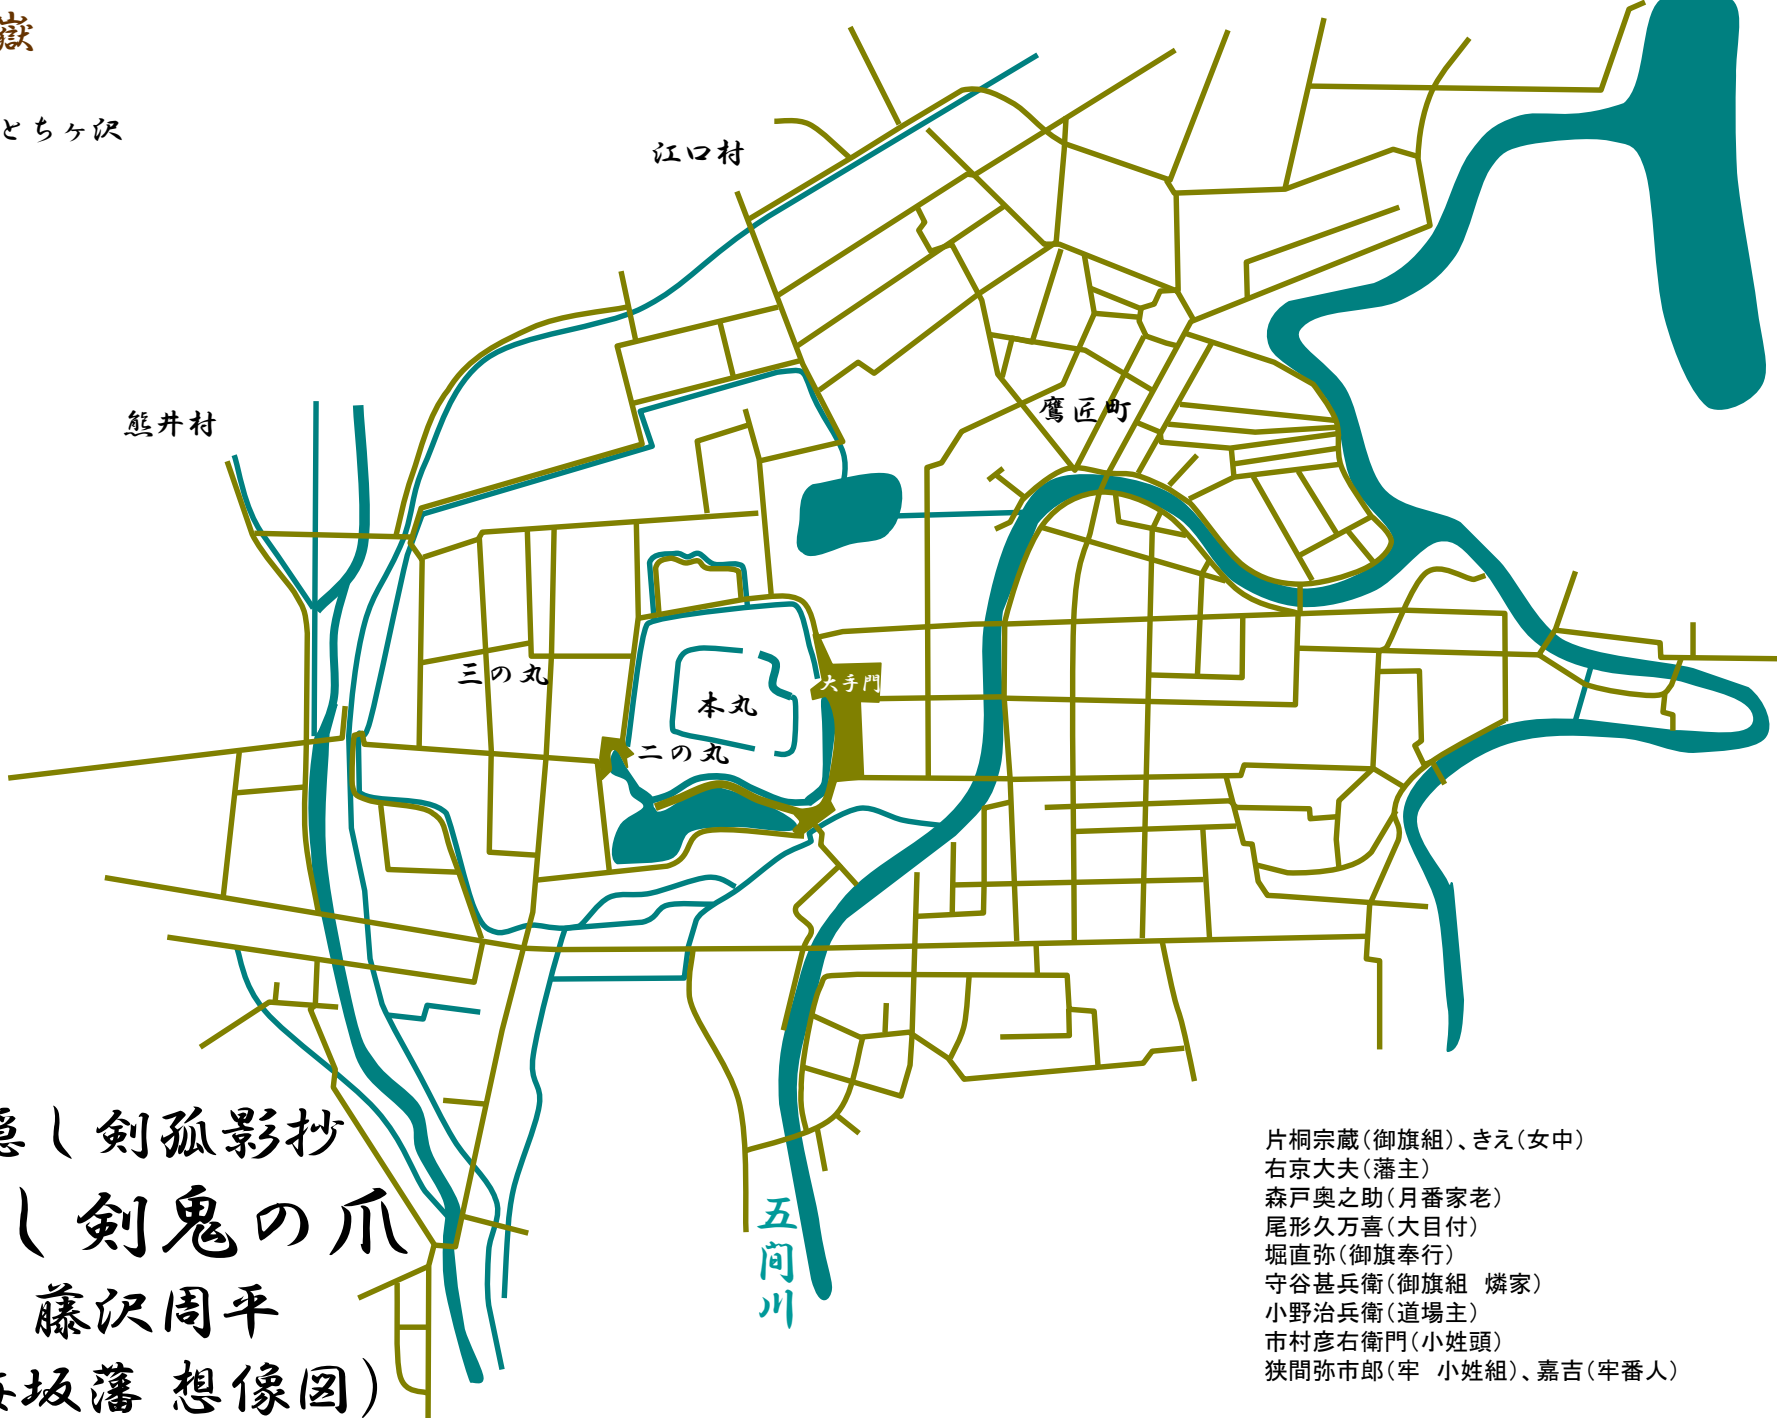 嶽
とちヶ沢
江口村
熊井村
鷹匠町
三の丸
大手門
本丸
二の丸
隠し剣孤影抄
し剣鬼の爪
藤沢周平
坂藩 想像図)
五間川
片桐宗蔵(御旗組)、きえ(女中)
右京大夫(藩主)
森戸奥之助(月番家老)
尾形久万喜(大目付)
堀直弥(御旗奉行)
守谷甚兵衛(御旗組 燐家)
小野治兵衛(道場主)
市村彦右衛門(小姓頭)
狭間弥市郎(牢 小姓組)、嘉吉(牢番人)